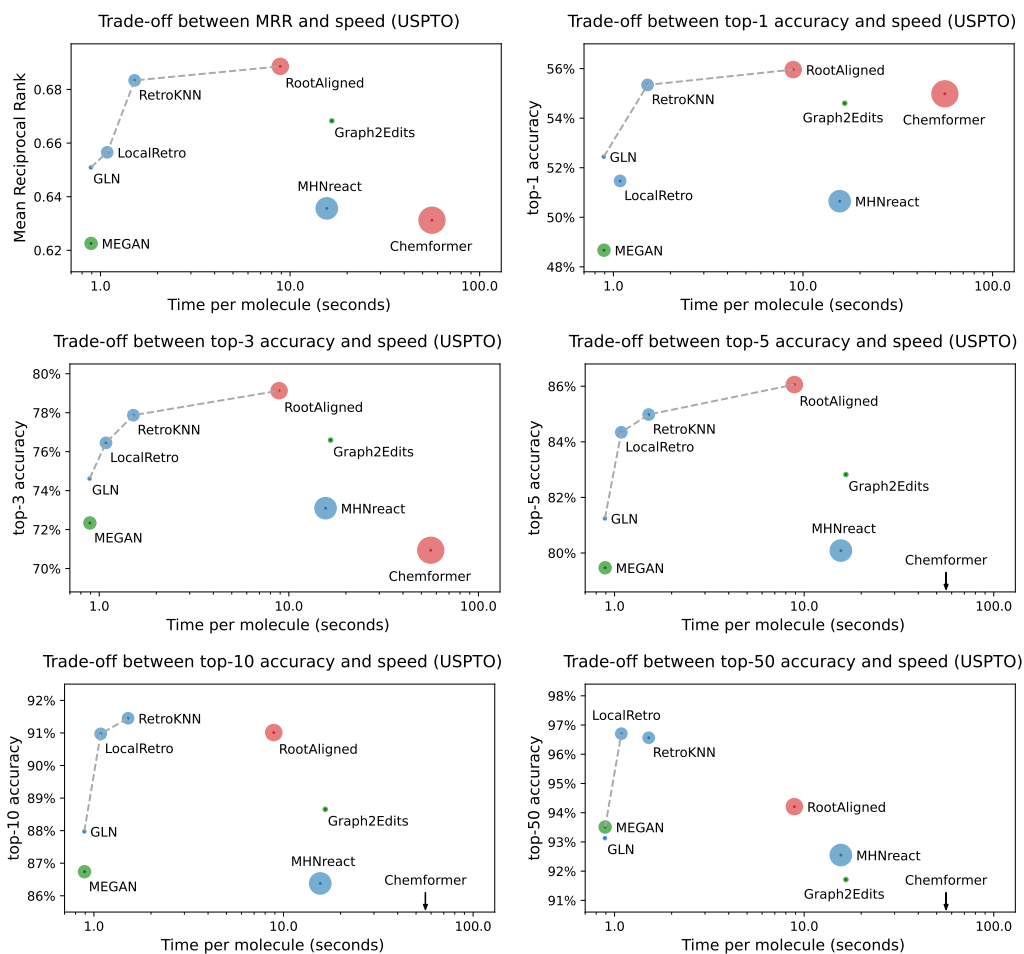 Trade-off between MRR and speed (USPTO)
Mean Reciprocal Rank
0.68
0.66
0.64
0.62
RootAligned
RetroKNN
Graph2Edits
LocalRetro
GLN
MHNreact
MEGAN
Chemformer
1.0
10.0
100.0
Time per molecule (seconds)
Trade-off between top-1 accuracy and speed (USPTO)
top-1 accuracy
56%
54%
52%
50%
48%
RootAligned
RetroKNN
Graph2Edits
Chemformer
GLN
LocalRetro
MHNreact
MEGAN
1.0
10.0
100.0
Time per molecule (seconds)
Trade-off between top-3 accuracy and speed (USPTO)
top-3 accuracy
80%
78%
76%
74%
72%
70%
RootAligned
RetroKNN
Graph2Edits
LocalRetro
GLN
MHNreact
MEGAN
Chemformer
1.0
10.0
100.0
Time per molecule (seconds)
Trade-off between top-5 accuracy and speed (USPTO)
top-5 accuracy
86%
84%
82%
80%
RootAligned
RetroKNN
LocalRetro
Graph2Edits
GLN
MHNreact
Chemformer
MEGAN
1.0
10.0
100.0
Time per molecule (seconds)
Trade-off between top-10 accuracy and speed (USPTO)
top-10 accuracy
92%
91%
90%
89%
88%
87%
86%
RetroKNN
LocalRetro
RootAligned
Graph2Edits
GLN
MHNreact
Chemformer
MEGAN
1.0
10.0
100.0
Time per molecule (seconds)
Trade-off between top-50 accuracy and speed (USPTO)
top-50 accuracy
98%
97%
96%
95%
94%
93%
92%
91%
LocalRetro
RetroKNN
RootAligned
MEGAN
GLN
MHNreact
Chemformer
Graph2Edits
1.0
10.0
100.0
Time per molecule (seconds)